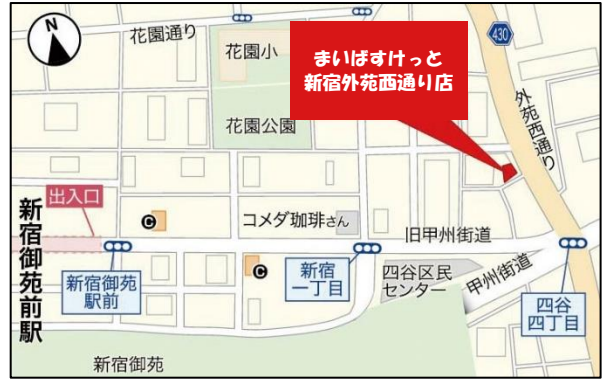 N
花園通り
花園小
まいばすけっと
新宿外苑西通り店
430
外苑西通り
花園公園
出入口
新宿御苑前駅
C
コメダ珈琲さん
旧甲州街道
新宿御苑
駅前
C
新宿
一丁目
四谷区民
センター
甲州街道
四谷
四丁目
新宿御苑